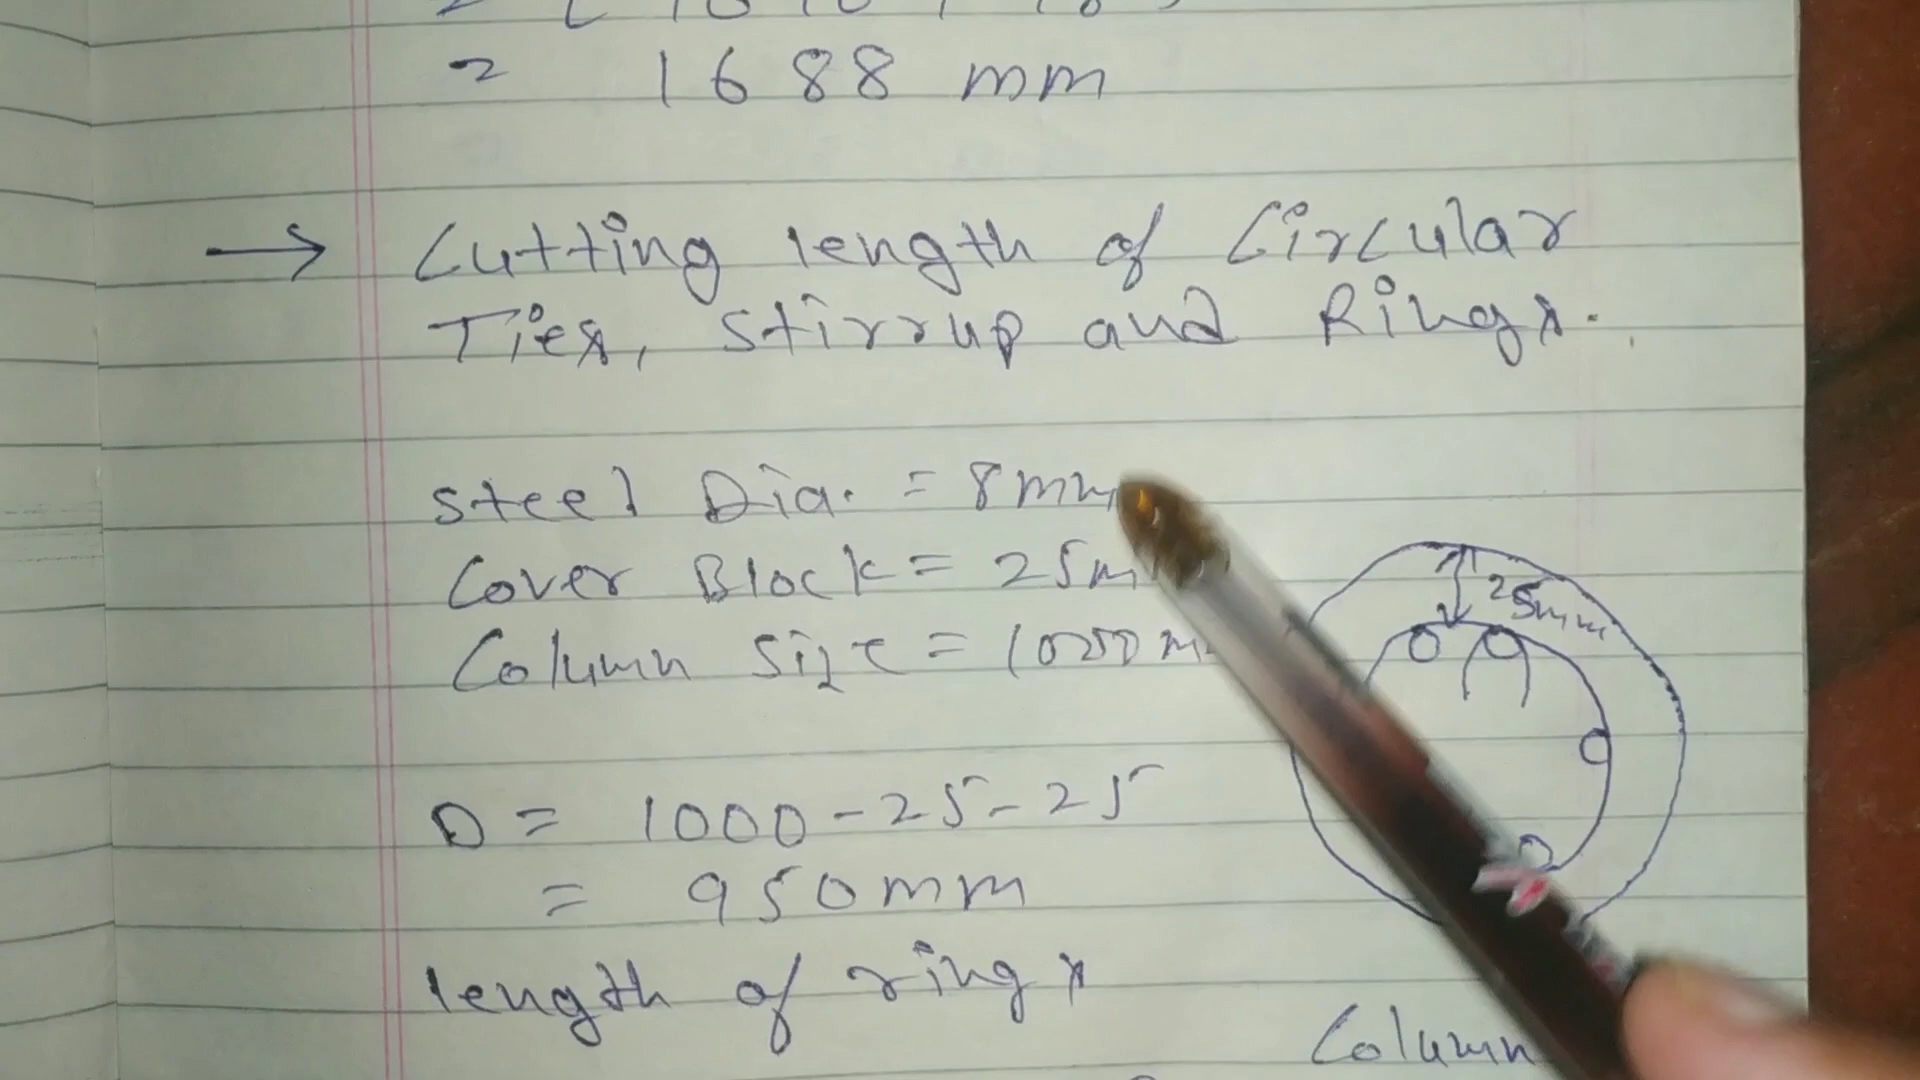 = 1688 mm
→ Cutting length of Circular
Ties, Stirrup and Rings.
Steel Dia. = 8mm
Cover Block = 25m
Column Size = 1000 m
25mm
D = 1000 - 25 - 25
= 950mm
length of rings
Column